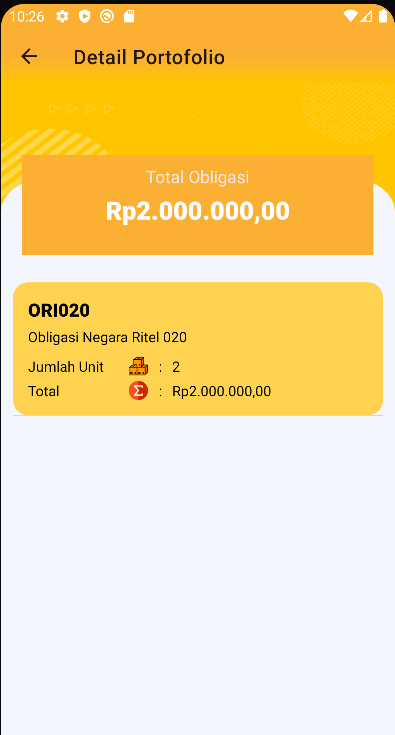 10:26
Detail Portofolio
Total Obligasi
Rp2.000.000,00
ORI020
Obligasi Negara Ritel 020
Jumlah Unit : 2
Total Σ : Rp2.000.000,00